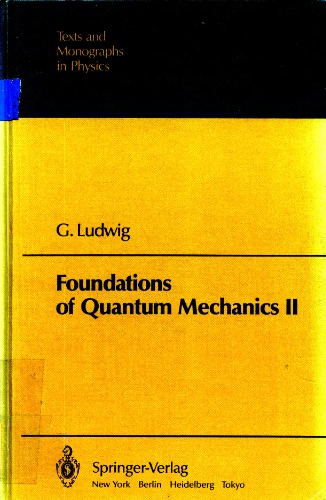 Texts and
Monographs
in Physics
G. Ludwig
Foundations
of Quantum Mechanics II
Springer-Verlag
New York Berlin Heidelberg Tokyo